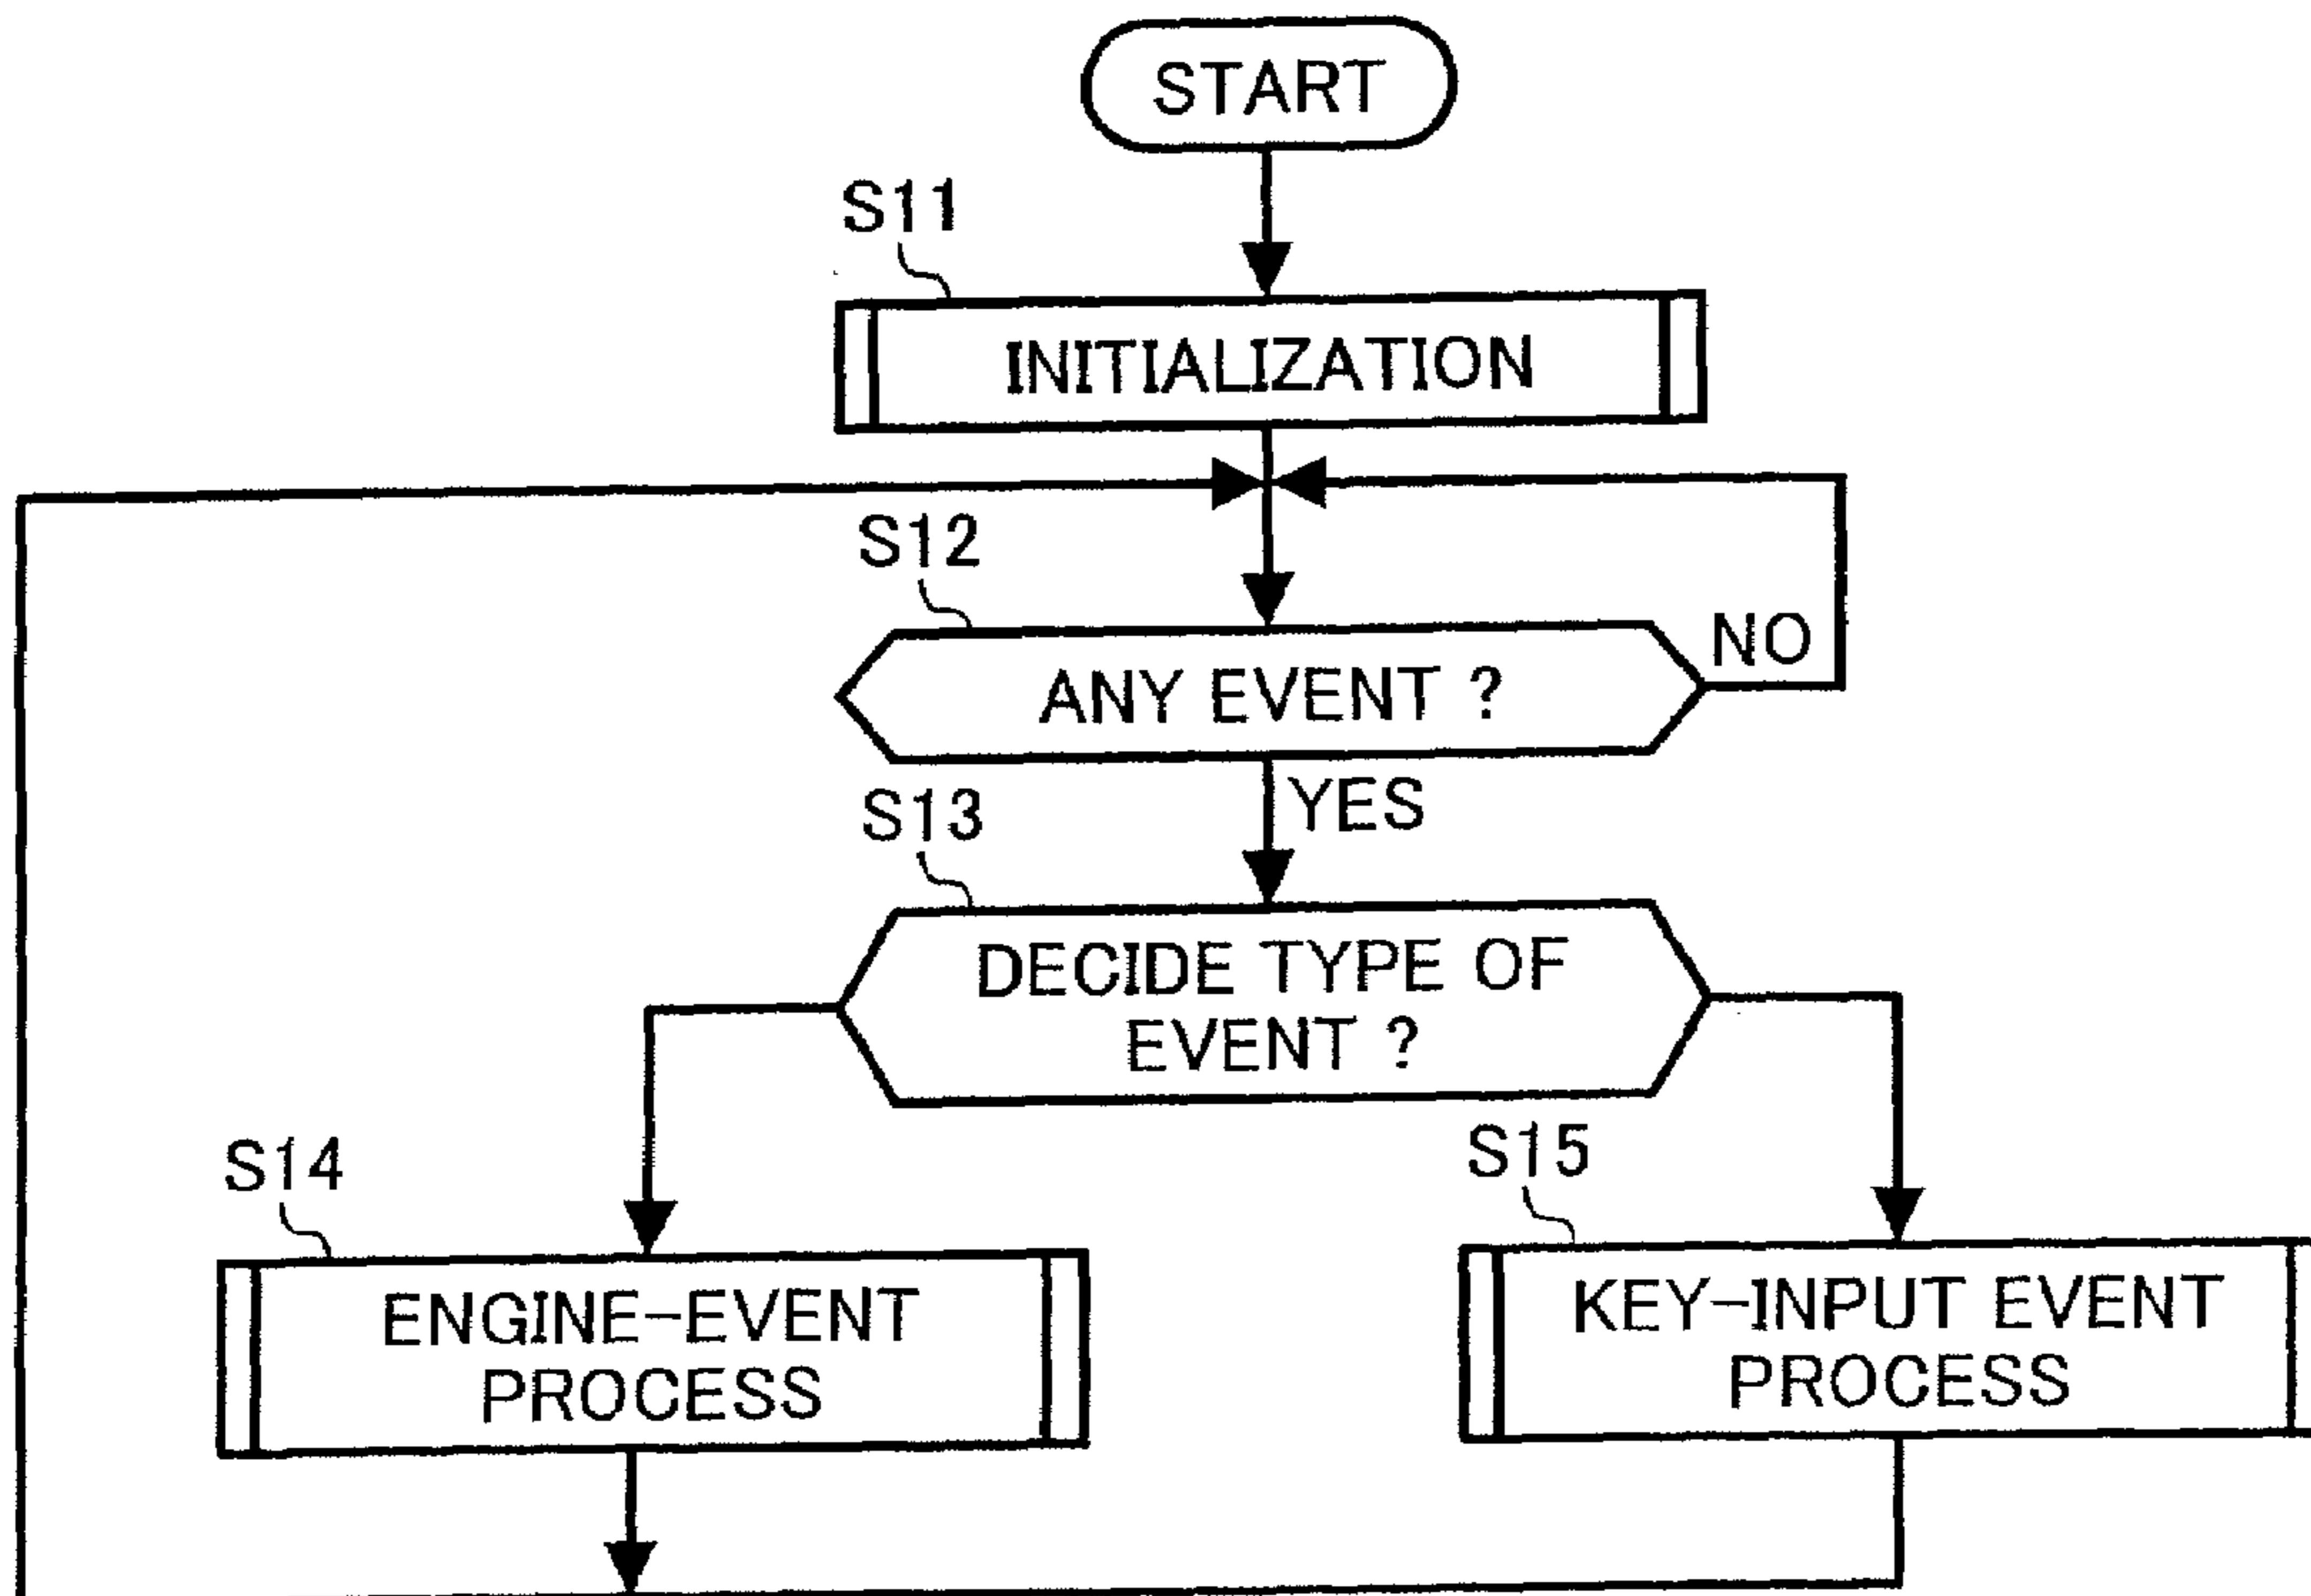 START
S11
INITIALIZATION
S12
ANY EVENT ?
NO
YES
S13
DECIDE TYPE OF
EVENT ?
S14
ENGINE-EVENT
PROCESS
S15
KEY-INPUT EVENT
PROCESS